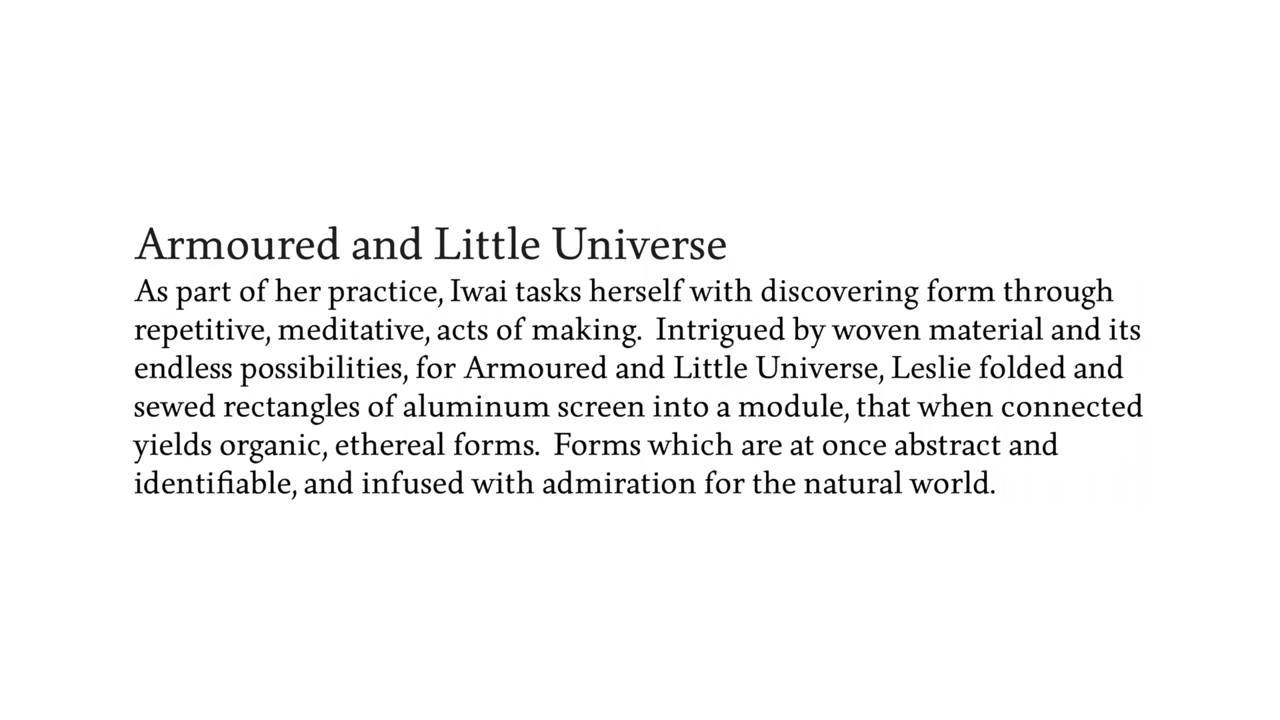 Armoured and Little Universe
As part of her practice, Iwai tasks herself with discovering form through
repetitive, meditative, acts of making.  Intrigued by woven material and its
endless possibilities, for Armoured and Little Universe, Leslie folded and
sewed rectangles of aluminum screen into a module, that when connected
yields organic, ethereal forms.  Forms which are at once abstract and
identifiable, and infused with admiration for the natural world.